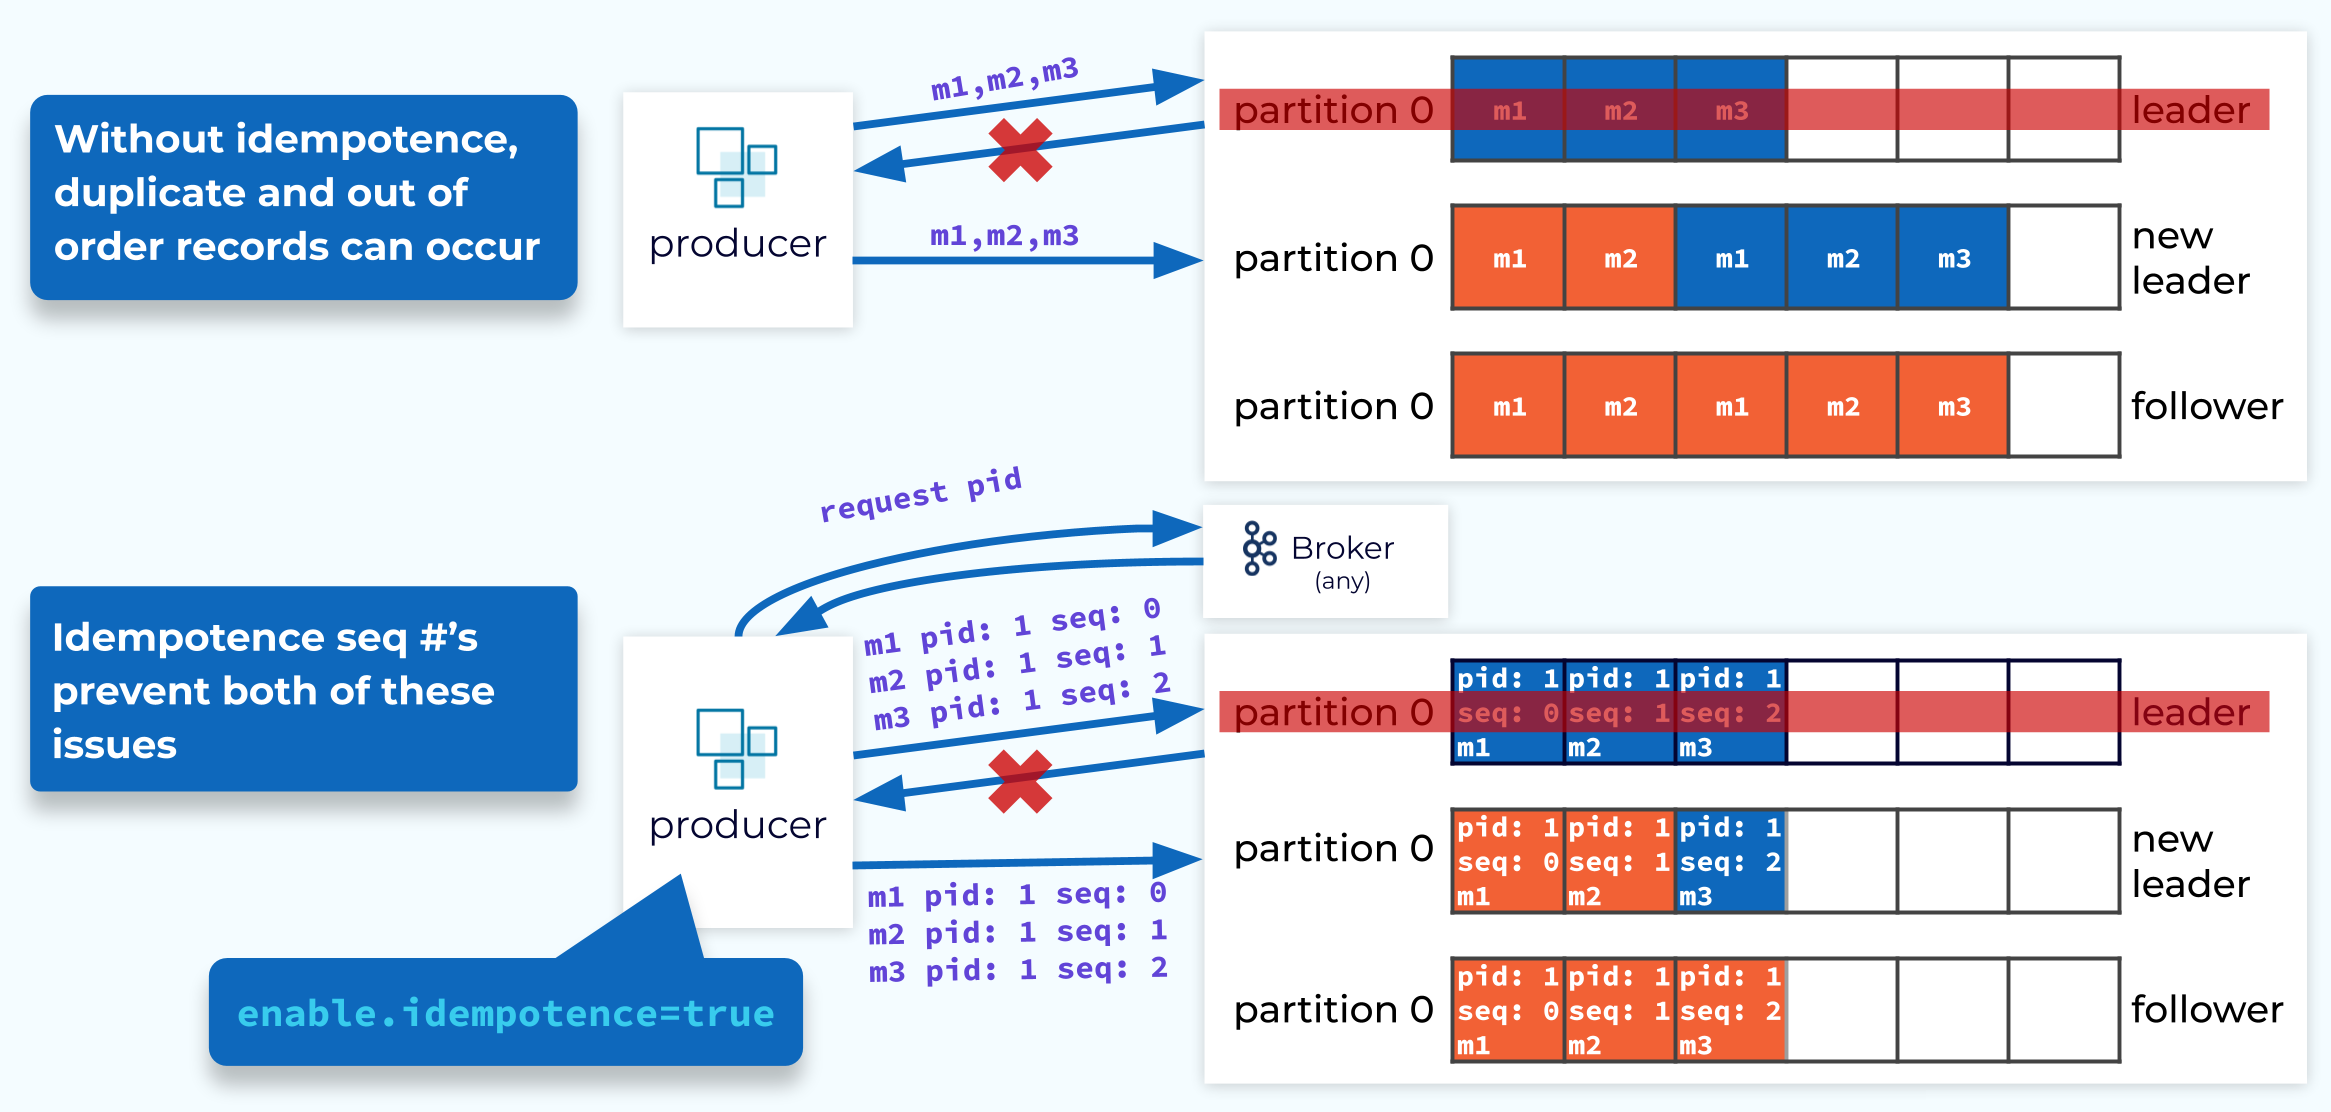 Without idempotence,
duplicate and out of
order records can occur
producer
m1,m2,m3
m1,m2,m3
partition 0 m1 m2 m3 leader
partition 0 m1 m2 m1 m2 m3 new
leader
partition 0 m1 m2 m1 m2 m3 follower
request pid
Broker
(any)
Idempotence seq #’s
prevent both of these
issues
producer
enable.idempotence=true
m1 pid: 1 seq: 0
m2 pid: 1 seq: 1
m3 pid: 1 seq: 2
m1 pid: 1 seq: 0
m2 pid: 1 seq: 1
m3 pid: 1 seq: 2
pid: 1 pid: 1 pid: 1
partition 0 seq: 0 seq: 1 seq: 2 leader
m1 m2 m3
pid: 1 pid: 1 pid: 1 new
partition 0 seq: 0 seq: 1 seq: 2
m1 m2 m3 leader
pid: 1 pid: 1 pid: 1
partition 0 seq: 0 seq: 1 seq: 2 follower
m1 m2 m3